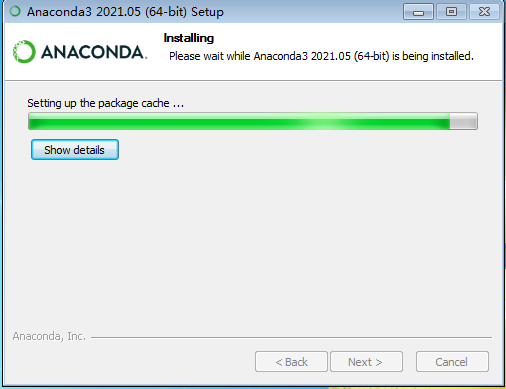 Anaconda3 2021.05 (64-bit) Setup
Installing
Please wait while Anaconda3 2021.05 (64-bit) is being installed.
ANACONDA.
Setting up the package cache ...
Show details
Anaconda, Inc.
< Back
Next >
Cancel